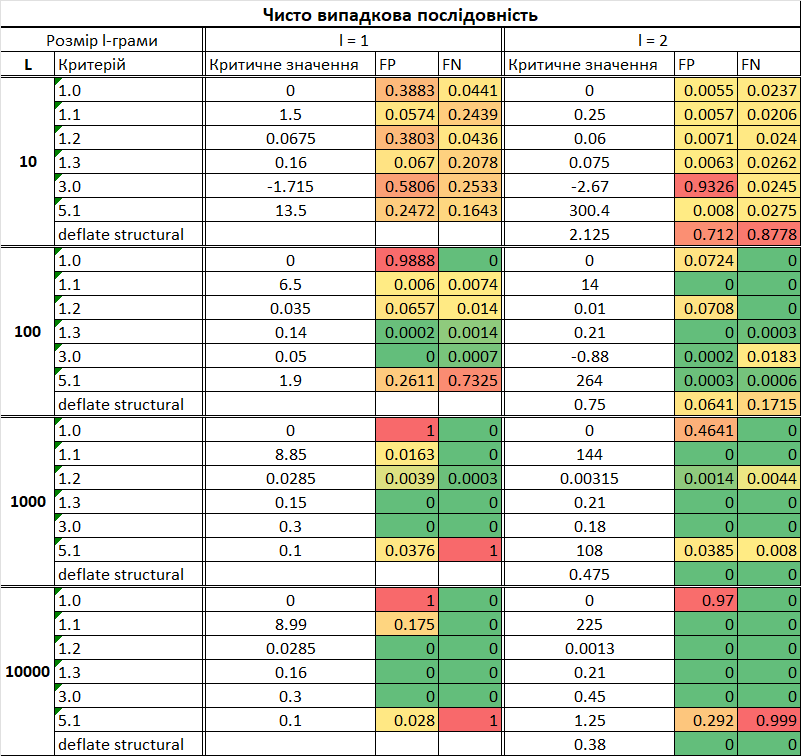 Чисто випадкова послідовність
Розмір l-грами l = 1 l = 2
L Критерій Критичне значення FP FN Критичне значення FP FN
10
1.0 0 0.3883 0.0441 0 0.0055 0.0237
1.1 1.5 0.0574 0.2439 0.25 0.0057 0.0206
1.2 0.0675 0.3803 0.0436 0.06 0.0071 0.024
1.3 0.16 0.067 0.2078 0.075 0.0063 0.0262
3.0 -1.715 0.5806 0.2533 -2.67 0.9326 0.0245
5.1 13.5 0.2472 0.1643 300.4 0.008 0.0275
deflate structural 2.125 0.712 0.8778
100
1.0 0 0.9888 0 0 0.0724 0
1.1 6.5 0.006 0.0074 14 0 0
1.2 0.035 0.0657 0.014 0.01 0.0708 0
1.3 0.14 0.0002 0.0014 0.21 0 0.0003
3.0 0.05 0 0.0007 -0.88 0.0002 0.0183
5.1 1.9 0.2611 0.7325 264 0.0003 0.0006
deflate structural 0.75 0.0641 0.1715
1000
1.0 0 1 0 0 0.4641 0
1.1 8.85 0.0163 0 144 0 0
1.2 0.0285 0.0039 0.0003 0.00315 0.0014 0.0044
1.3 0.15 0 0 0.21 0 0
3.0 0.3 0 0 0.18 0 0
5.1 0.1 0.0376 1 108 0.0385 0.008
deflate structural 0.475 0 0
10000
1.0 0 1 0 0 0.97 0
1.1 8.99 0.175 0 225 0 0
1.2 0.0285 0 0 0.0013 0 0
1.3 0.16 0 0 0.21 0 0
3.0 0.3 0 0 0.45 0 0
5.1 0.1 0.028 1 1.25 0.292 0.999
deflate structural 0.38 0 0